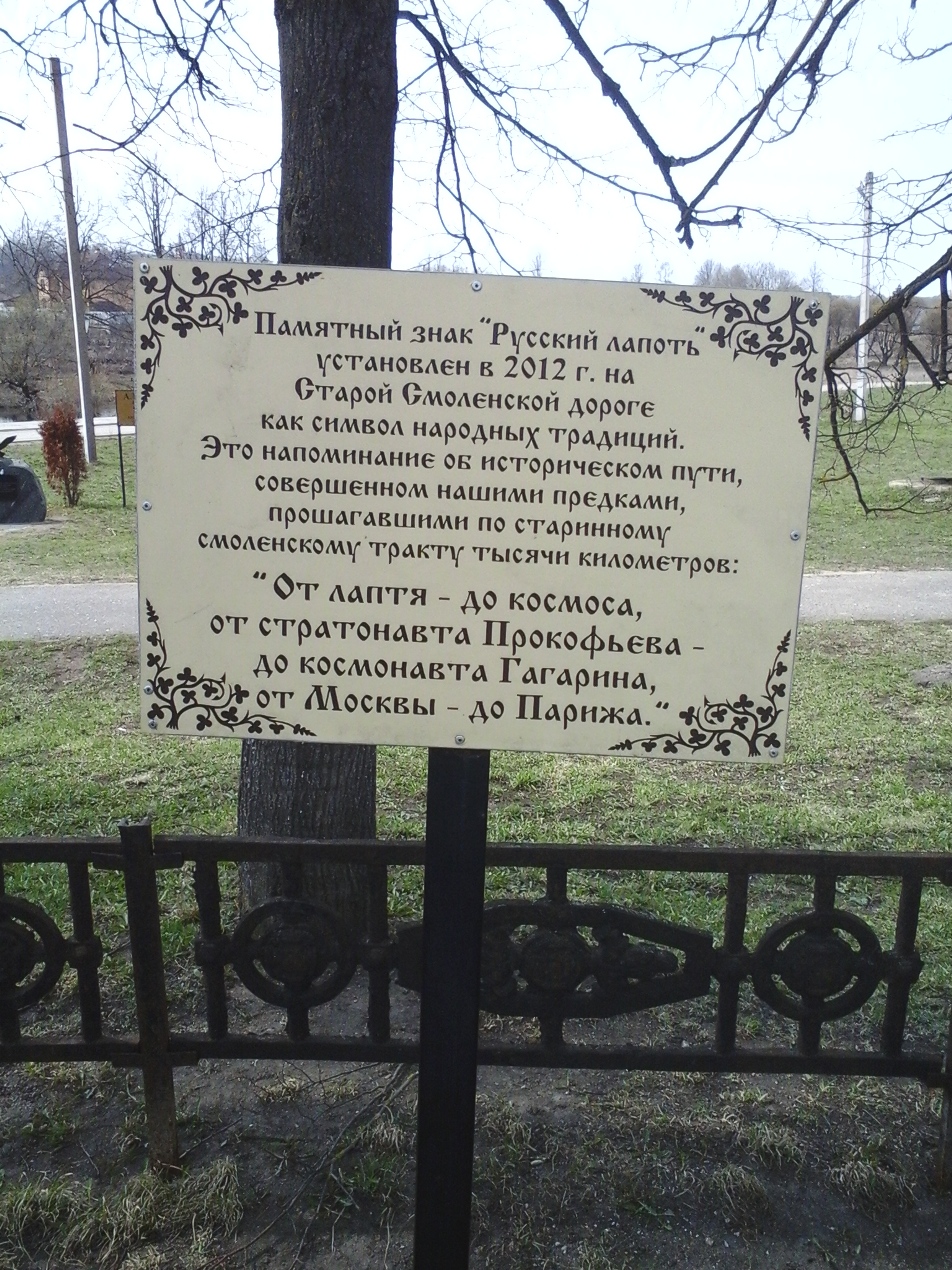 Памятный знак "Русский лапоть"
установлен в 2012 г. на
Старой Смоленской дороге
как символ народных традиций.
Это напоминание об историческом пути,
совершенном нашими предками,
прошагавшими по старинному
смоленскому тракту тысячи километров:
"От лаптя - до космоса,
от стратонавта Прокофьева -
до космонавта Гагарина,
от Москвы - до Парижа."